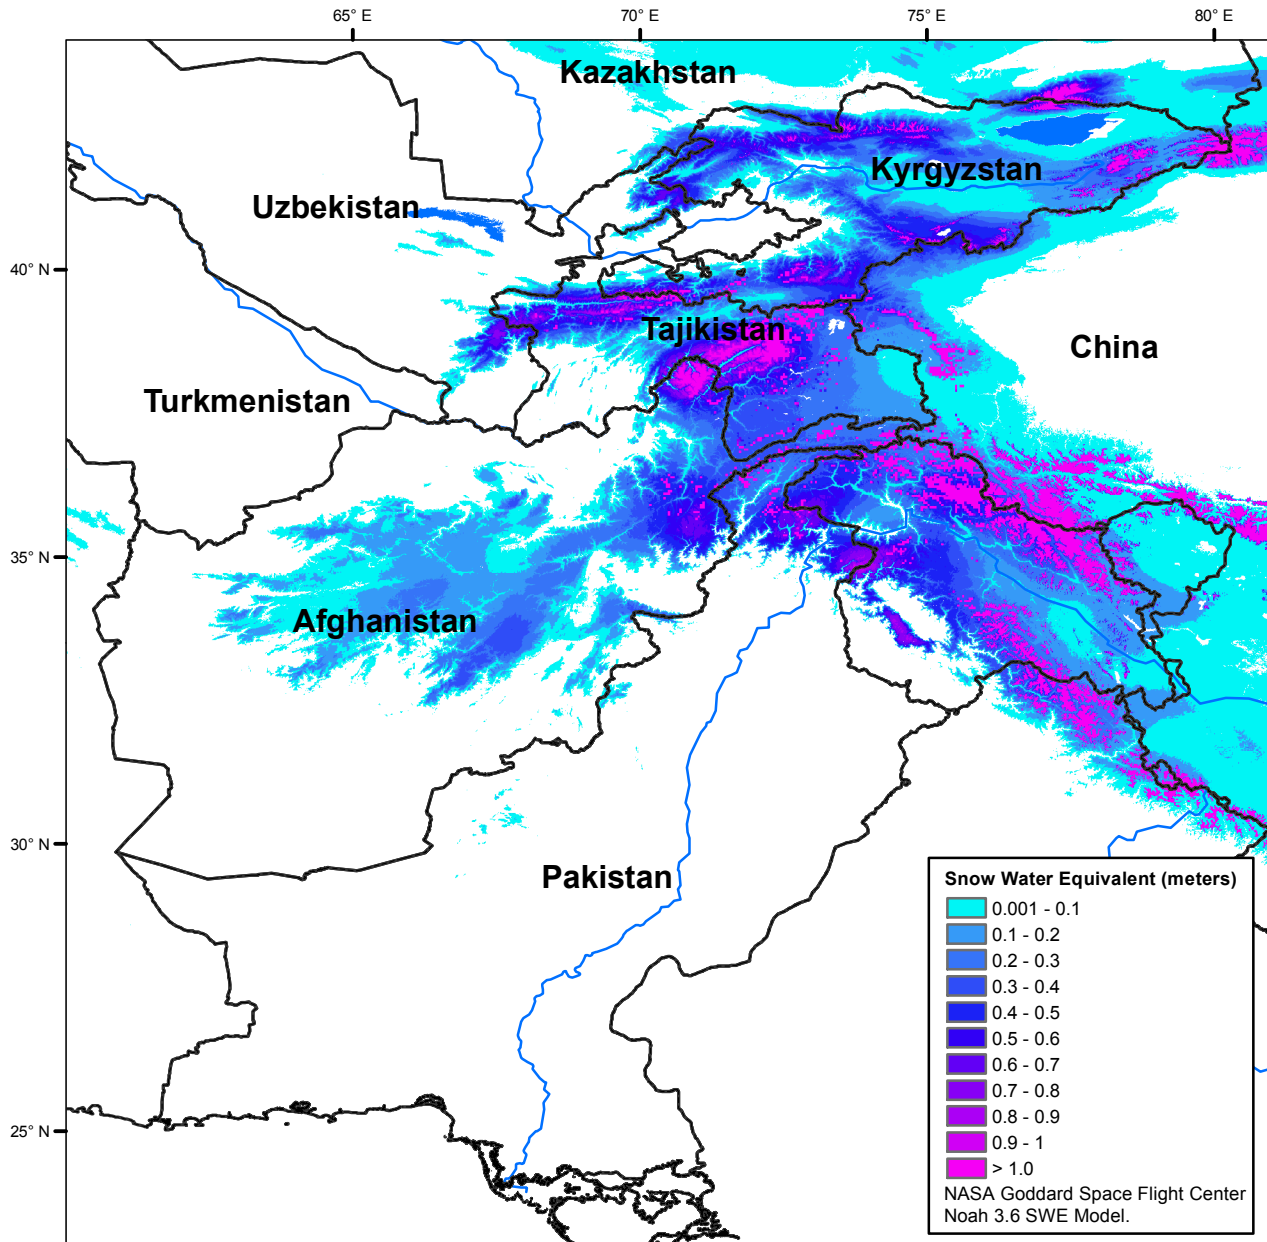 65° E
70° E
75° E
80° E
Kazakhstan
Kyrgyzstan
Uzbekistan
40° N
Tajikistan
China
Turkmenistan
35° N
Afghanistan
30° N
Pakistan
25° N
Snow Water Equivalent (meters)
0.001 - 0.1
0.1 - 0.2
0.2 - 0.3
0.3 - 0.4
0.4 - 0.5
0.5 - 0.6
0.6 - 0.7
0.7 - 0.8
0.8 - 0.9
0.9 - 1
> 1.0
NASA Goddard Space Flight Center
Noah 3.6 SWE Model.